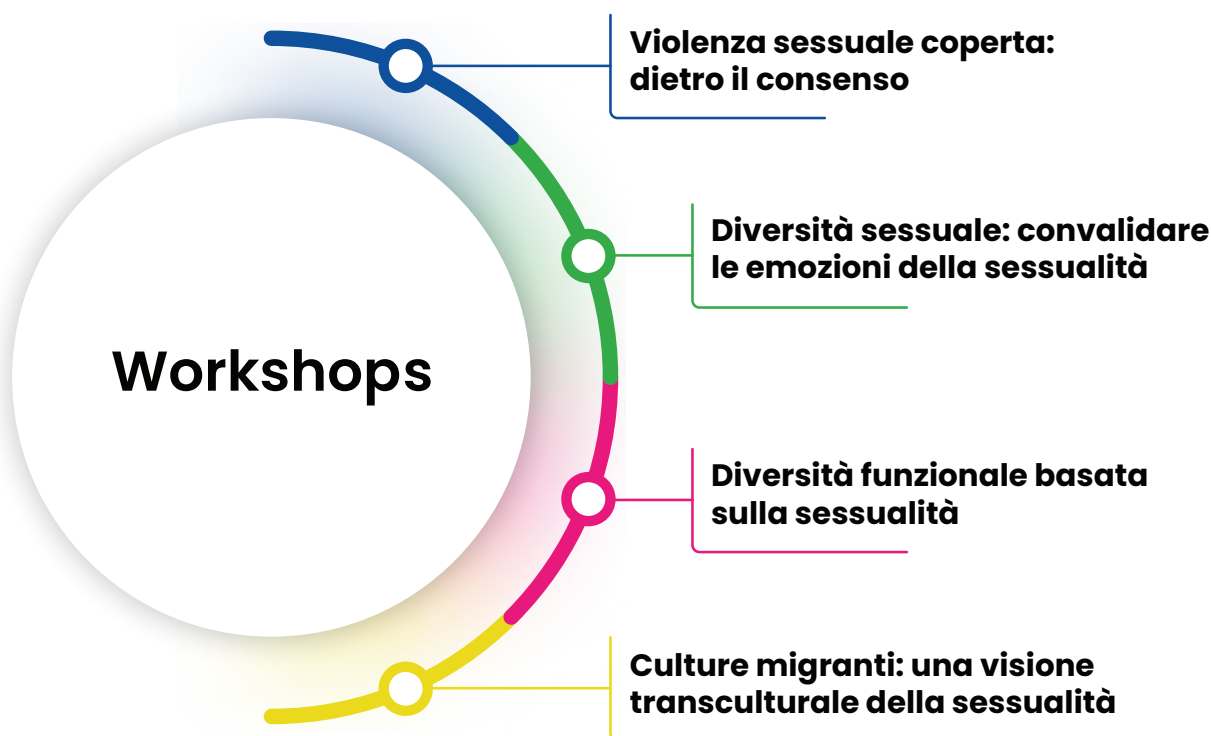 Workshops
Violenza sessuale coperta:
dietro il consenso
Diversità sessuale: convalidare
le emozioni della sessualità
Diversità funzionale basata
sulla sessualità
Culture migranti: una visione
transculturale della sessualità